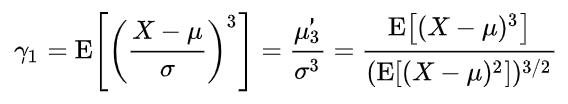 γ₁ = E[((X − μ)/σ)³] = μ′₃/σ³ = E[(X − μ)³]/(E[(X − μ)²])^{3/2}